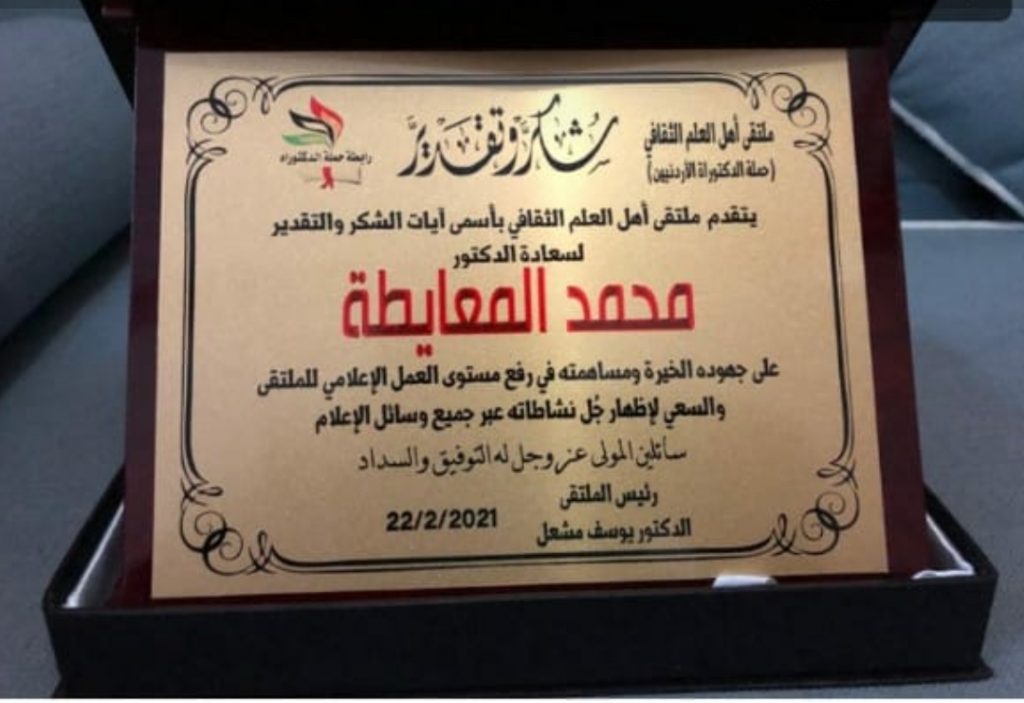 ملتقى أهل العلم الثقافي
(حملة الدكتوراة الأردنيين)
شكر وتقدير
رابطة حملة الدكتوراه
يتقدم ملتقى أهل العلم الثقافي بأسمى آيات الشكر والتقدير
لسعادة الدكتور
محمد المعايطة
على جهوده الخيرة ومساهمته في رفع مستوى العمل الإعلامي للملتقى
والسعي لإظهار جُل نشاطاته عبر جميع وسائل الإعلام
سائلين المولى عز وجل له التوفيق والسداد
رئيس الملتقى
الدكتور يوسف مشعل
22/2/2021